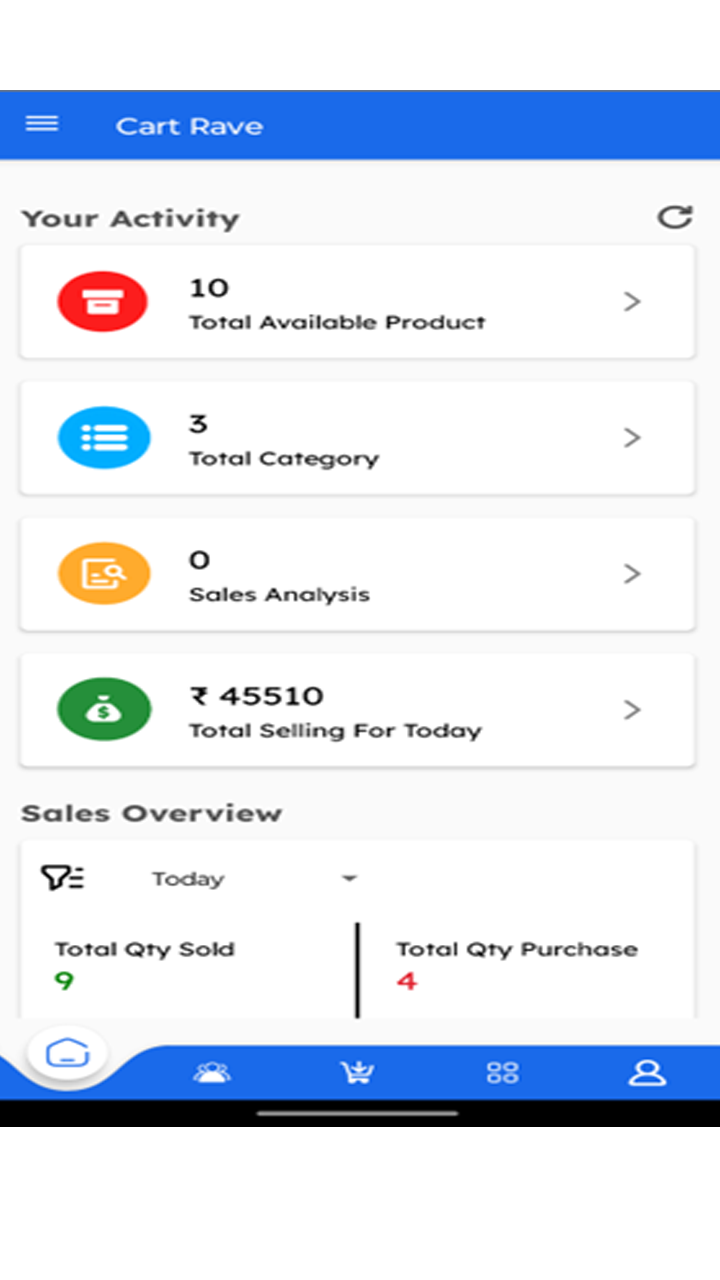 Cart Rave
Your Activity
10
Total Available Product
3
Total Category
0
Sales Analysis
₹ 45510
Total Selling For Today
Sales Overview
Today
Total Qty Sold
9
Total Qty Purchase
4